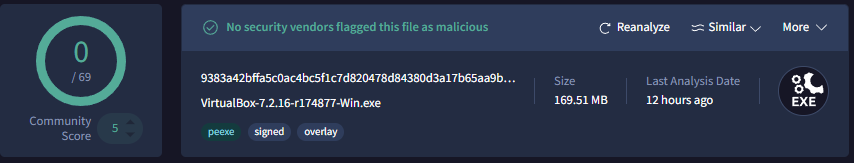 0
/ 69
Community
Score
5
No security vendors flagged this file as malicious
Reanalyze
Similar
More
9383a42bffa5c0ac4bc5f1c7d820478d84380d3a17b65aa9b...
VirtualBox-7.2.16-r174877-Win.exe
peexe
signed
overlay
Size
169.51 MB
Last Analysis Date
12 hours ago
EXE